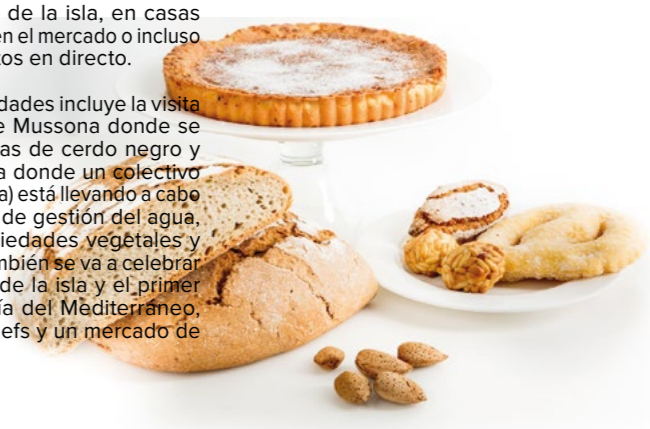 de la isla, en casas
en el mercado o incluso
tos en directo.
dades incluye la visita
e Mussona donde se
as de cerdo negro y
a donde un colectivo
a) está llevando a cabo
de gestión del agua,
iedades vegetales y
mbién se va a celebrar
de la isla y el primer
ía del Mediterráneo,
efs y un mercado de